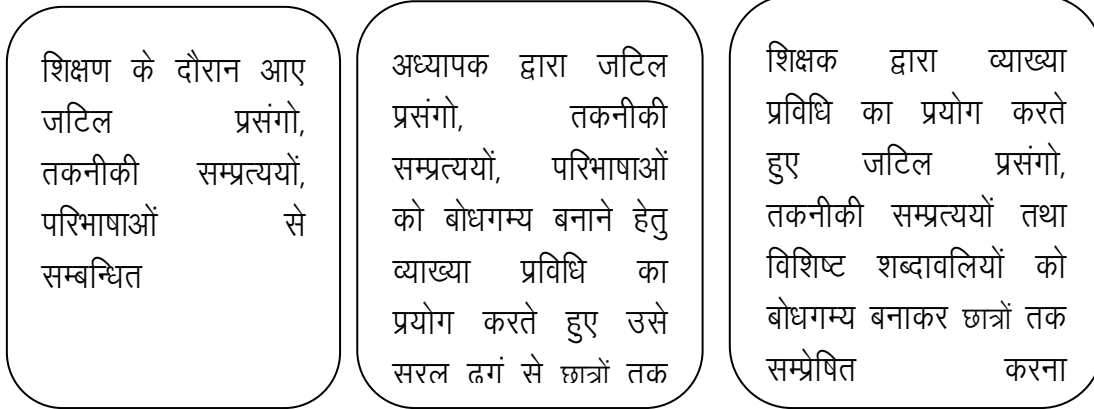 शिक्षण के दौरान आए
जटिल प्रसंगो,
तकनीकी सम्प्रत्ययों,
परिभाषाओं से
सम्बन्धित
अध्यापक द्वारा जटिल
प्रसंगो, तकनीकी
सम्प्रत्ययों, परिभाषाओं
को बोधगम्य बनाने हेतु
व्याख्या प्रविधि का
प्रयोग करते हुए उसे
सरल ढगं से छात्रों तक
शिक्षक द्वारा व्याख्या
प्रविधि का प्रयोग करते
हुए जटिल प्रसंगो,
तकनीकी सम्प्रत्ययों तथा
विशिष्ट शब्दावलियों को
बोधगम्य बनाकर छात्रों तक
सम्प्रेषित करना